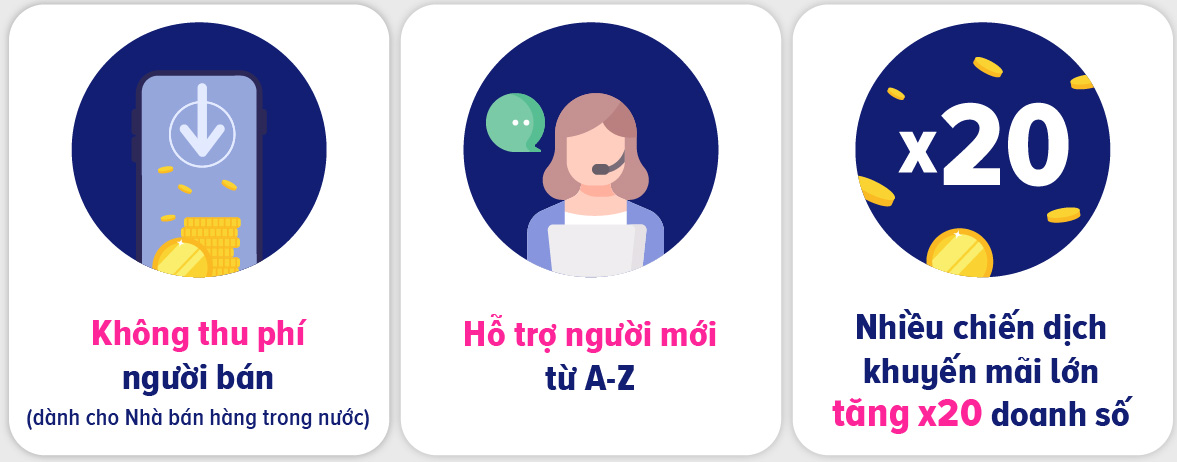 Không thu phí
người bán
(dành cho Nhà bán hàng trong nước)
Hỗ trợ người mới
từ A-Z
x20
Nhiều chiến dịch
khuyến mãi lớn
tăng x20 doanh số